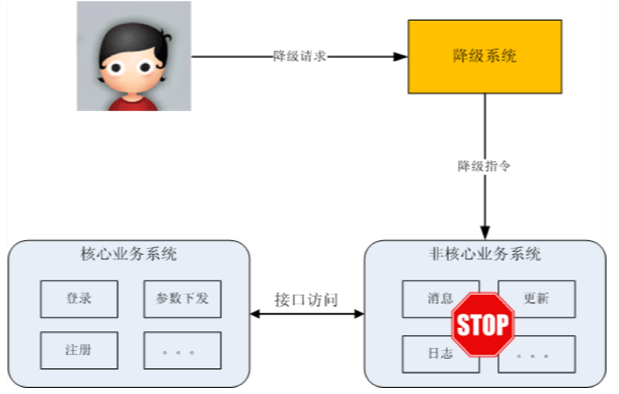 降级请求
降级系统
降级指令
核心业务系统
登录
参数下发
注册
。。。
接口访问
非核心业务系统
消息
更新
STOP
日志
。。。